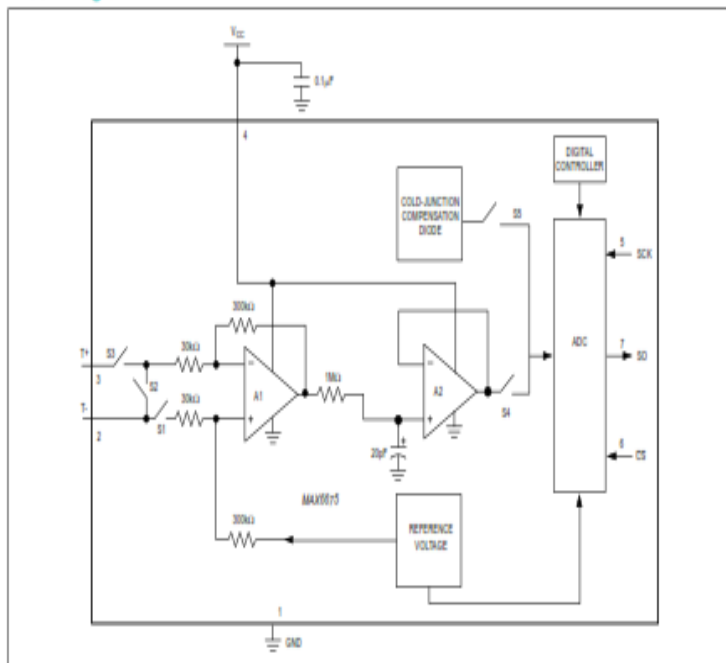 VCC
0.1µF
4
DIGITAL
CONTROLLER
COLD-JUNCTION
COMPENSATION
DIODE
S5
5
SCK
300kΩ
T+
S3
3
30kΩ
S2
A1
1MΩ
A2
ADC
7
SO
T-
2
S1
30kΩ
S4
20pF
6
CS
MAX6675
300kΩ
REFERENCE
VOLTAGE
1
GND